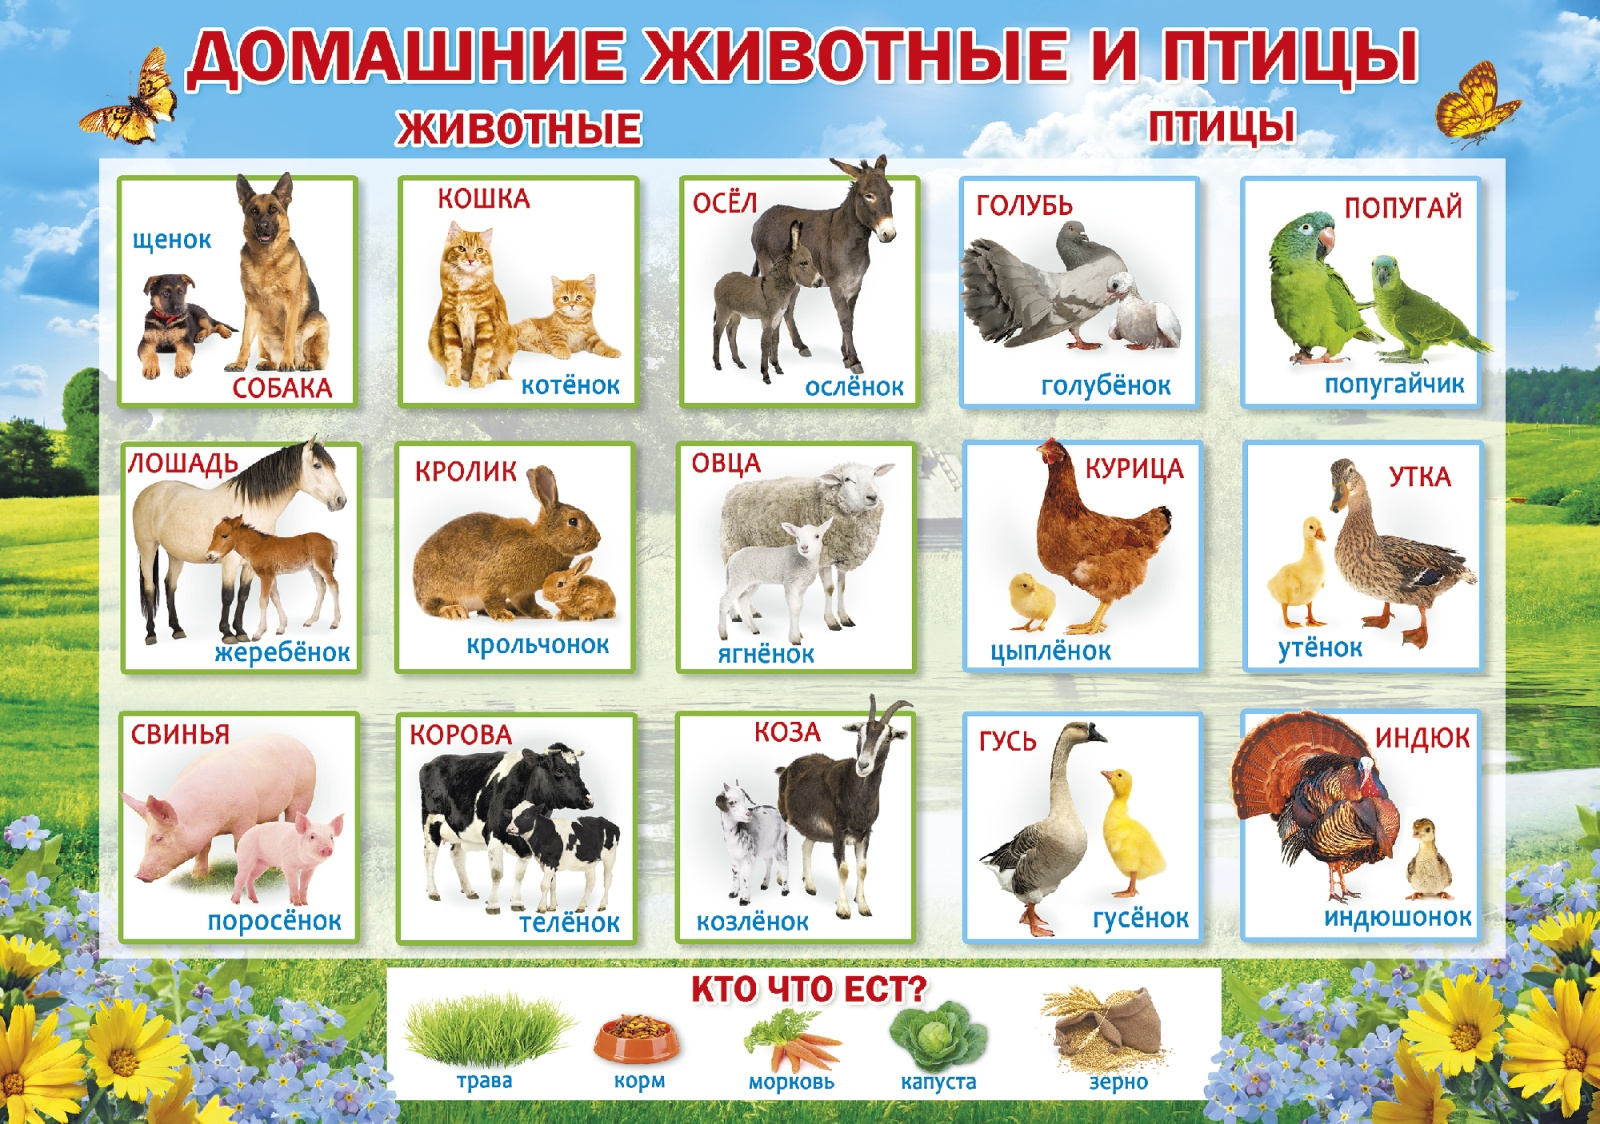 ДОМАШНИЕ ЖИВОТНЫЕ И ПТИЦЫ
ЖИВОТНЫЕ
ПТИЦЫ
щенок
СОБАКА
КОШКА
котёнок
ОСЁЛ
ослёнок
ГОЛУБЬ
голубёнок
ПОПУГАЙ
попугайчик
ЛОШАДЬ
жеребёнок
КРОЛИК
крольчонок
ОВЦА
ягнёнок
КУРИЦА
цыплёнок
УТКА
утёнок
СВИНЬЯ
поросёнок
КОРОВА
телёнок
КОЗА
козлёнок
ГУСЬ
гусёнок
ИНДЮК
индюшонок
КТО ЧТО ЕСТ?
трава
корм
морковь
капуста
зерно